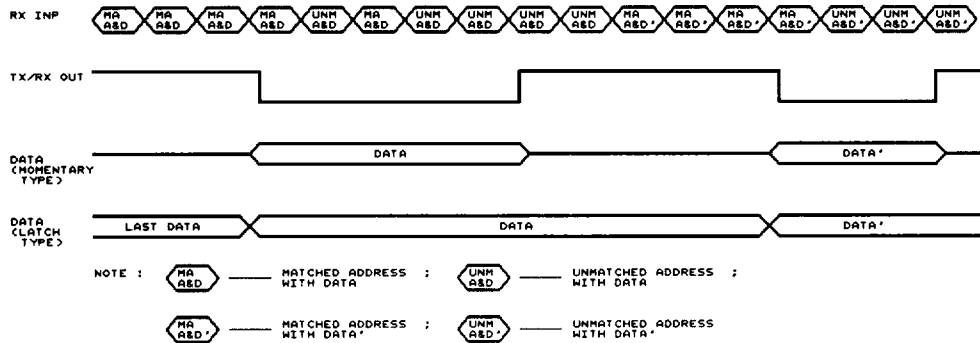 RX INP MA MA MA MA UNM MA UNM UNM UNM UNM MA MA MA MA UNM UNM UNM
A&D A&D A&D A&D A&D A&D A&D A&D A&D A&D' A&D' A&D' A&D' A&D' A&D' A&D' A&D'
TX/RX OUT
DATA
(MOMENTARY
TYPE)
DATA DATA'
DATA
(LATCH
TYPE)
LAST DATA DATA DATA'
NOTE : MA A&D MATCHED ADDRESS ; UNM A&D UNMATCHED ADDRESS ;
WITH DATA WITH DATA
MA A&D' MATCHED ADDRESS ; UNM A&D' UNMATCHED ADDRESS
WITH DATA' WITH DATA'